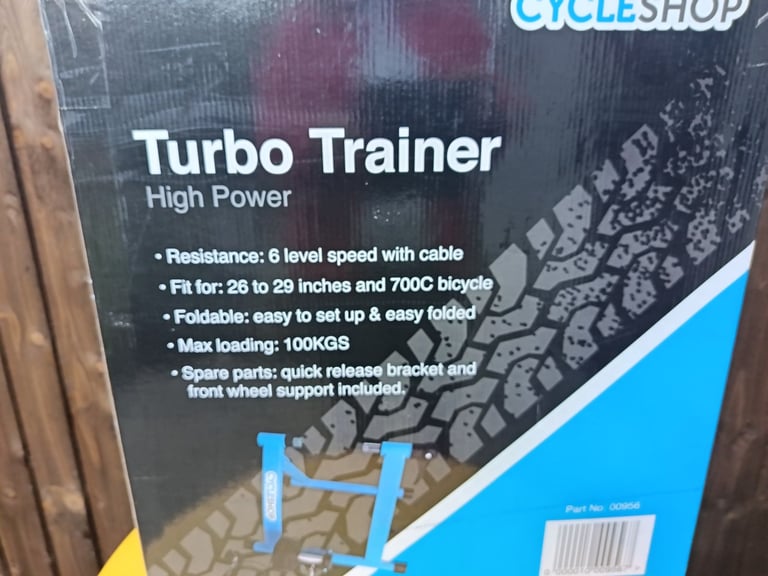 CYCLESHOP
Turbo Trainer
High Power
• Resistance: 6 level speed with cable
• Fit for: 26 to 29 inches and 700C bicycle
• Foldable: easy to set up & easy folded
• Max loading: 100KGS
• Spare parts: quick release bracket and
front wheel support included.
Part No. 00956